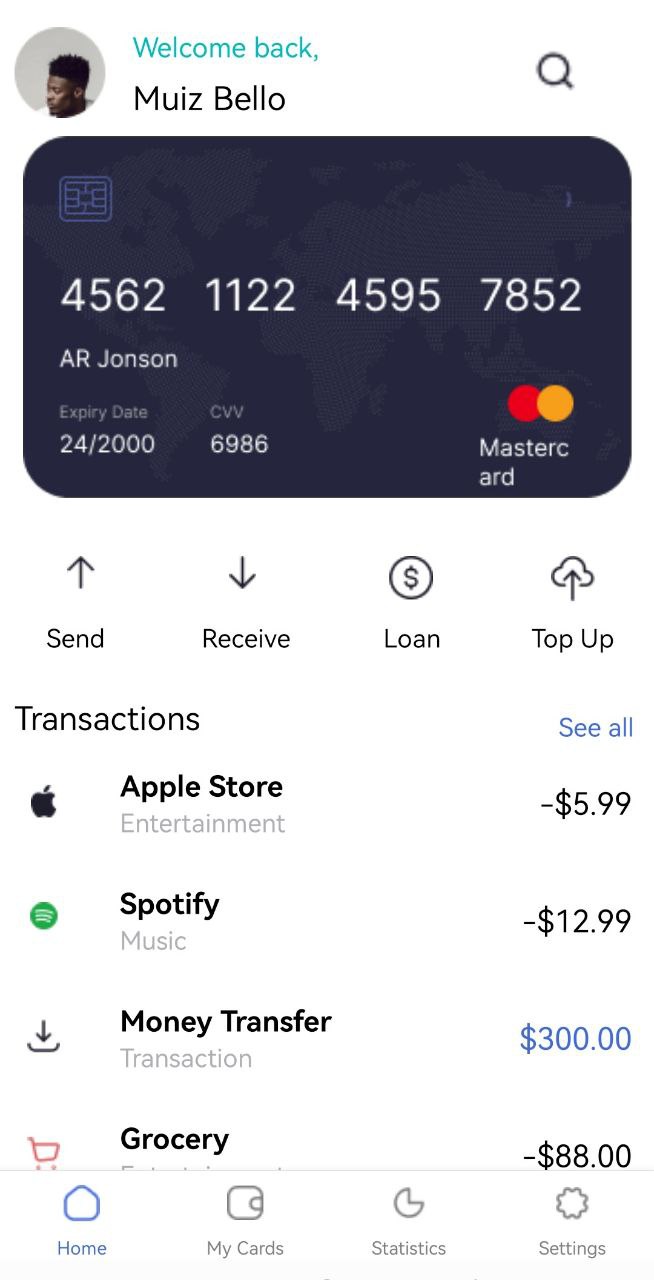 Welcome back,
Muiz Bello
4562 1122 4595 7852
AR Jonson
Expiry Date CVV
24/2000 6986
Masterc
ard
Send Receive Loan Top Up
Transactions
See all
Apple Store
Entertainment
-$5.99
Spotify
Music
-$12.99
Money Transfer
Transaction
$300.00
Grocery
-$88.00
Home My Cards Statistics Settings